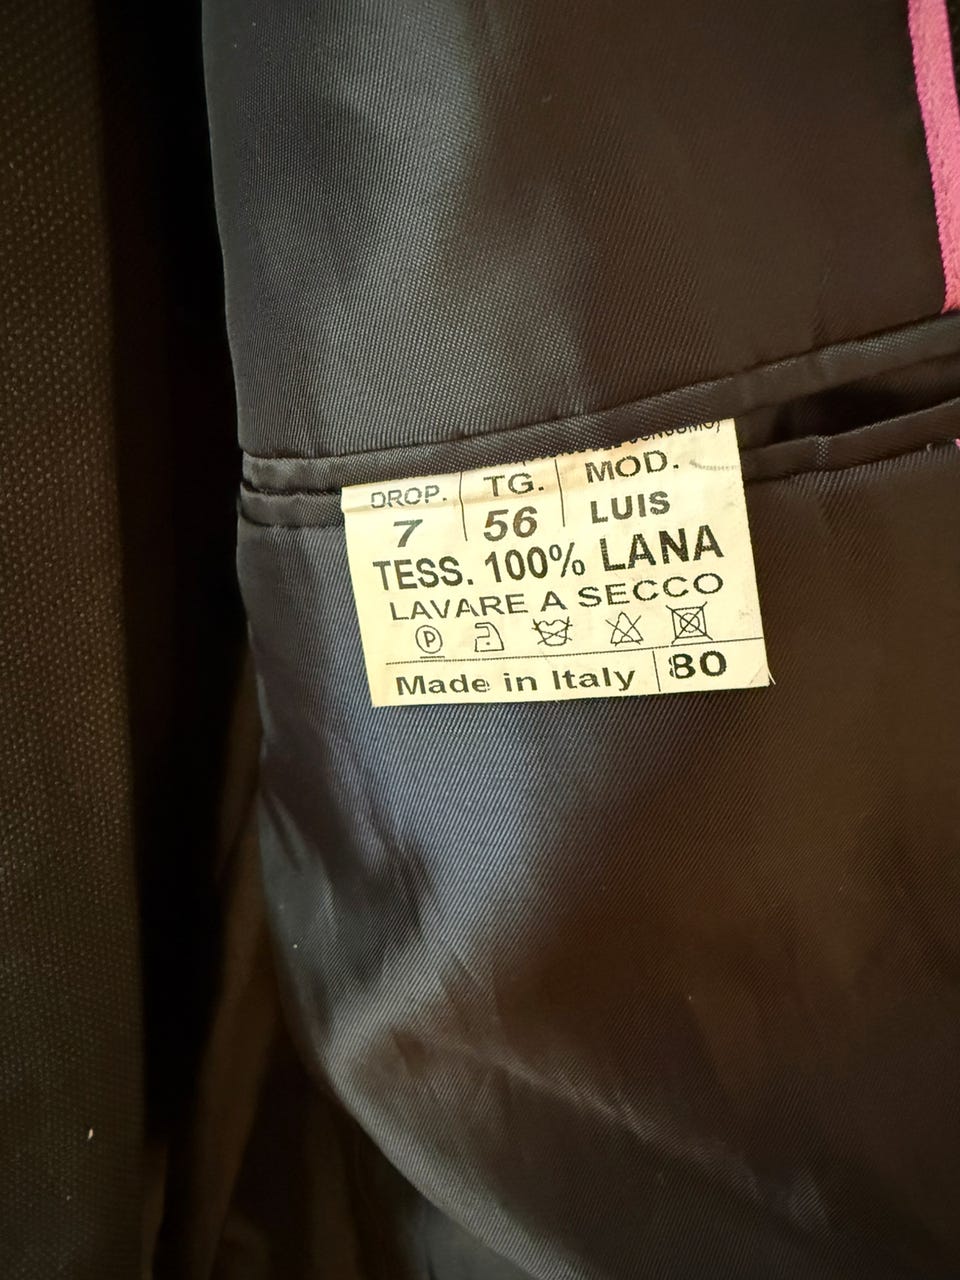 DROP. TG. MOD.
7 56 LUIS
TESS. 100% LANA
LAVARE A SECCO
P
Made in Italy 80